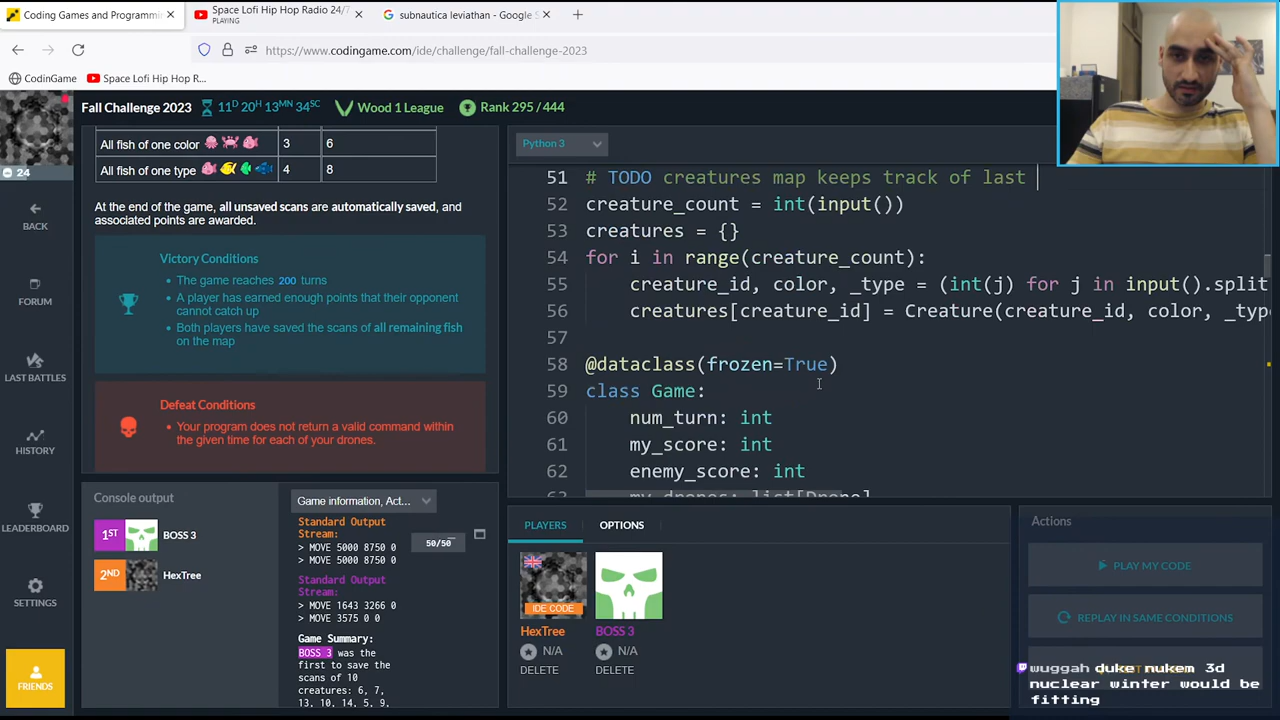 Coding Games and Programmi
Space Lofi Hip Hop Radio 24/7
PLAYING
subnautica leviathan - Google S
https://www.codingame.com/ide/challenge/fall-challenge-2023
CodinGame
Space Lofi Hip Hop R...
24
BACK
FORUM
LAST BATTLES
HISTORY
LEADERBOARD
SETTINGS
FRIENDS
Fall Challenge 2023
11D 20H 13MN 34SC
Wood 1 League
Rank 295 / 444
All fish of one color 3 6
All fish of one type 4 8
At the end of the game, all unsaved scans are automatically saved, and
associated points are awarded.
Victory Conditions
• The game reaches 200 turns
• A player has earned enough points that their opponent
cannot catch up
• Both players have saved the scans of all remaining fish
on the map
Defeat Conditions
• Your program does not return a valid command within
the given time for each of your drones.
Console output
1ST BOSS 3
2ND HexTree
Game information, Act...
Standard Output
Stream:
> MOVE 5000 8750 0
> MOVE 5000 8750 0
Standard Output
Stream:
> MOVE 1643 3266 0
> MOVE 3575 0 0
Game Summary:
BOSS 3 was the
first to save the
scans of 10
creatures: 6, 7,
13, 10, 14, 5, 9,
50/50
Python 3
51 # TODO creatures map keeps track of last
52 creature_count = int(input())
53 creatures = {}
54 for i in range(creature_count):
55 creature_id, color, _type = (int(j) for j in input().split
56 creatures[creature_id] = Creature(creature_id, color, _type
57
58 @dataclass(frozen=True)
59 class Game:
60 num_turn: int
61 my_score: int
62 enemy_score: int
63 my_drones: list[Drone]
PLAYERS
OPTIONS
IDE CODE
HexTree
N/A
DELETE
BOSS 3
N/A
DELETE
Actions
PLAY MY CODE
REPLAY IN SAME CONDITIONS
wuggah duke nukem 3d
nuclear winter would be
fitting